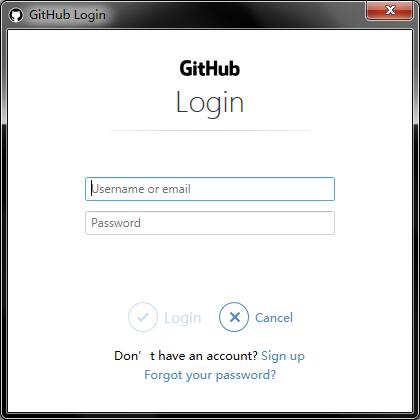 GitHub Login
GitHub
Login
Username or email
Password
Login
Cancel
Don't have an account? Sign up
Forgot your password?